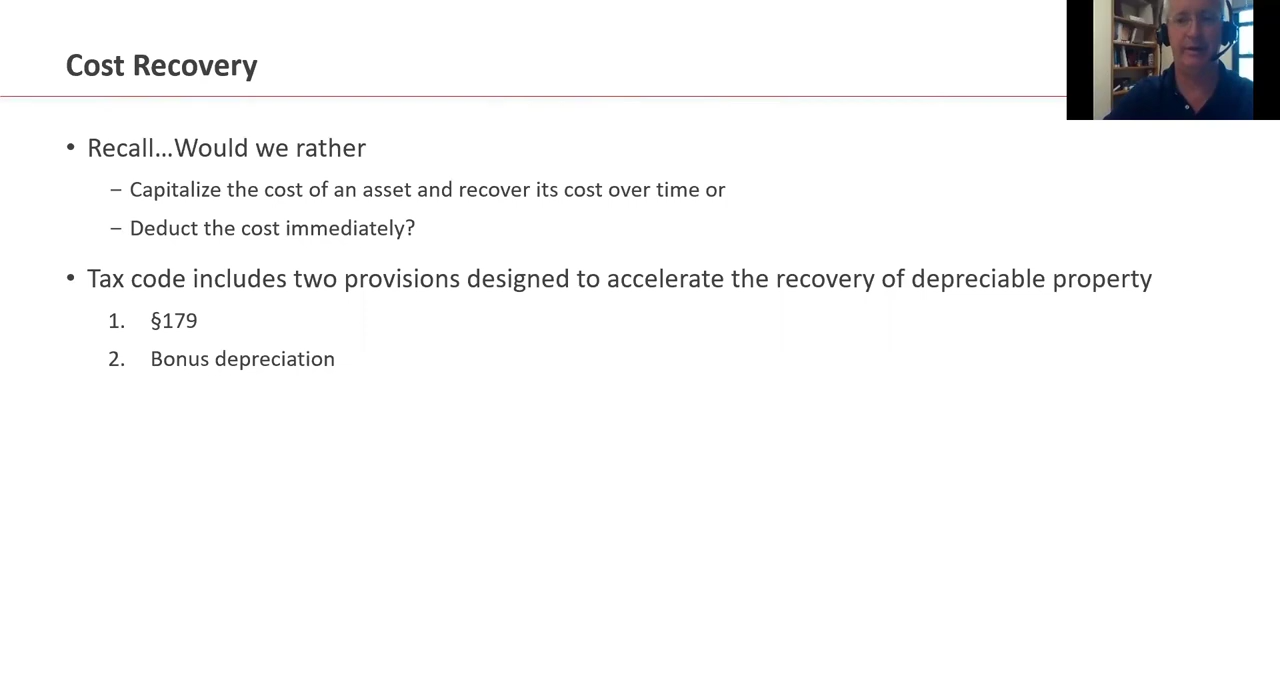 Cost Recovery
• Recall...Would we rather
– Capitalize the cost of an asset and recover its cost over time or
– Deduct the cost immediately?
• Tax code includes two provisions designed to accelerate the recovery of depreciable property
1. §179
2. Bonus depreciation